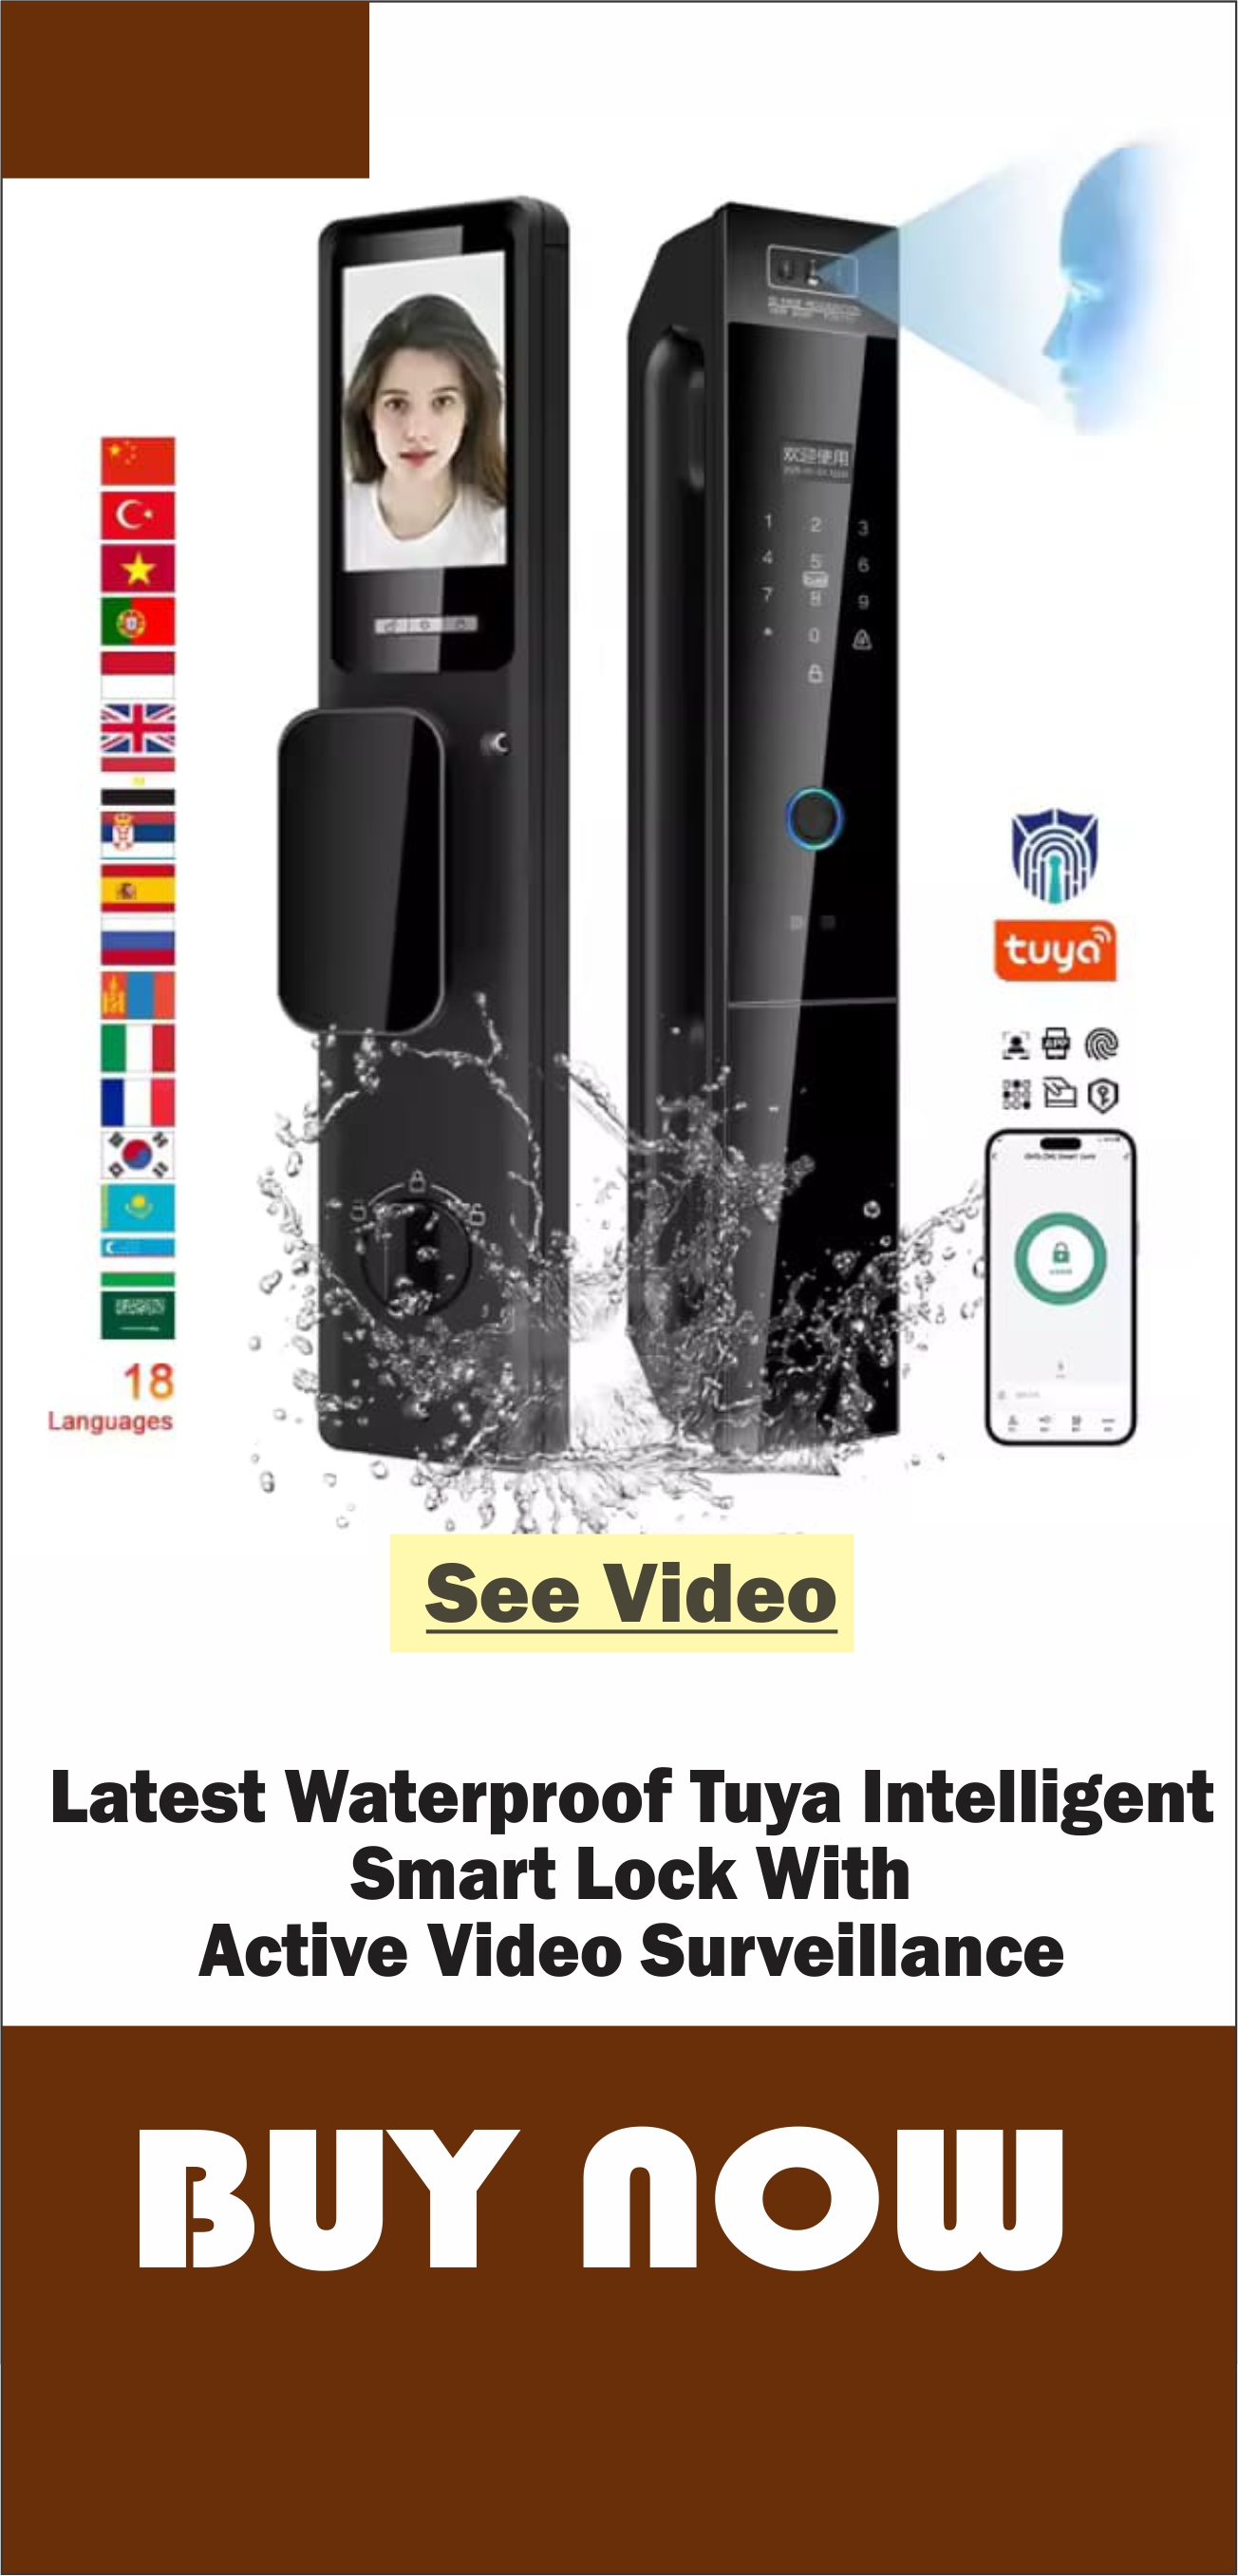 欢迎使用
1 2 3
4 5 6
7 8 9
0
tuya
APP
18
Languages
See Video
Latest Waterproof Tuya Intelligent
Smart Lock With
Active Video Surveillance
BUY NOW